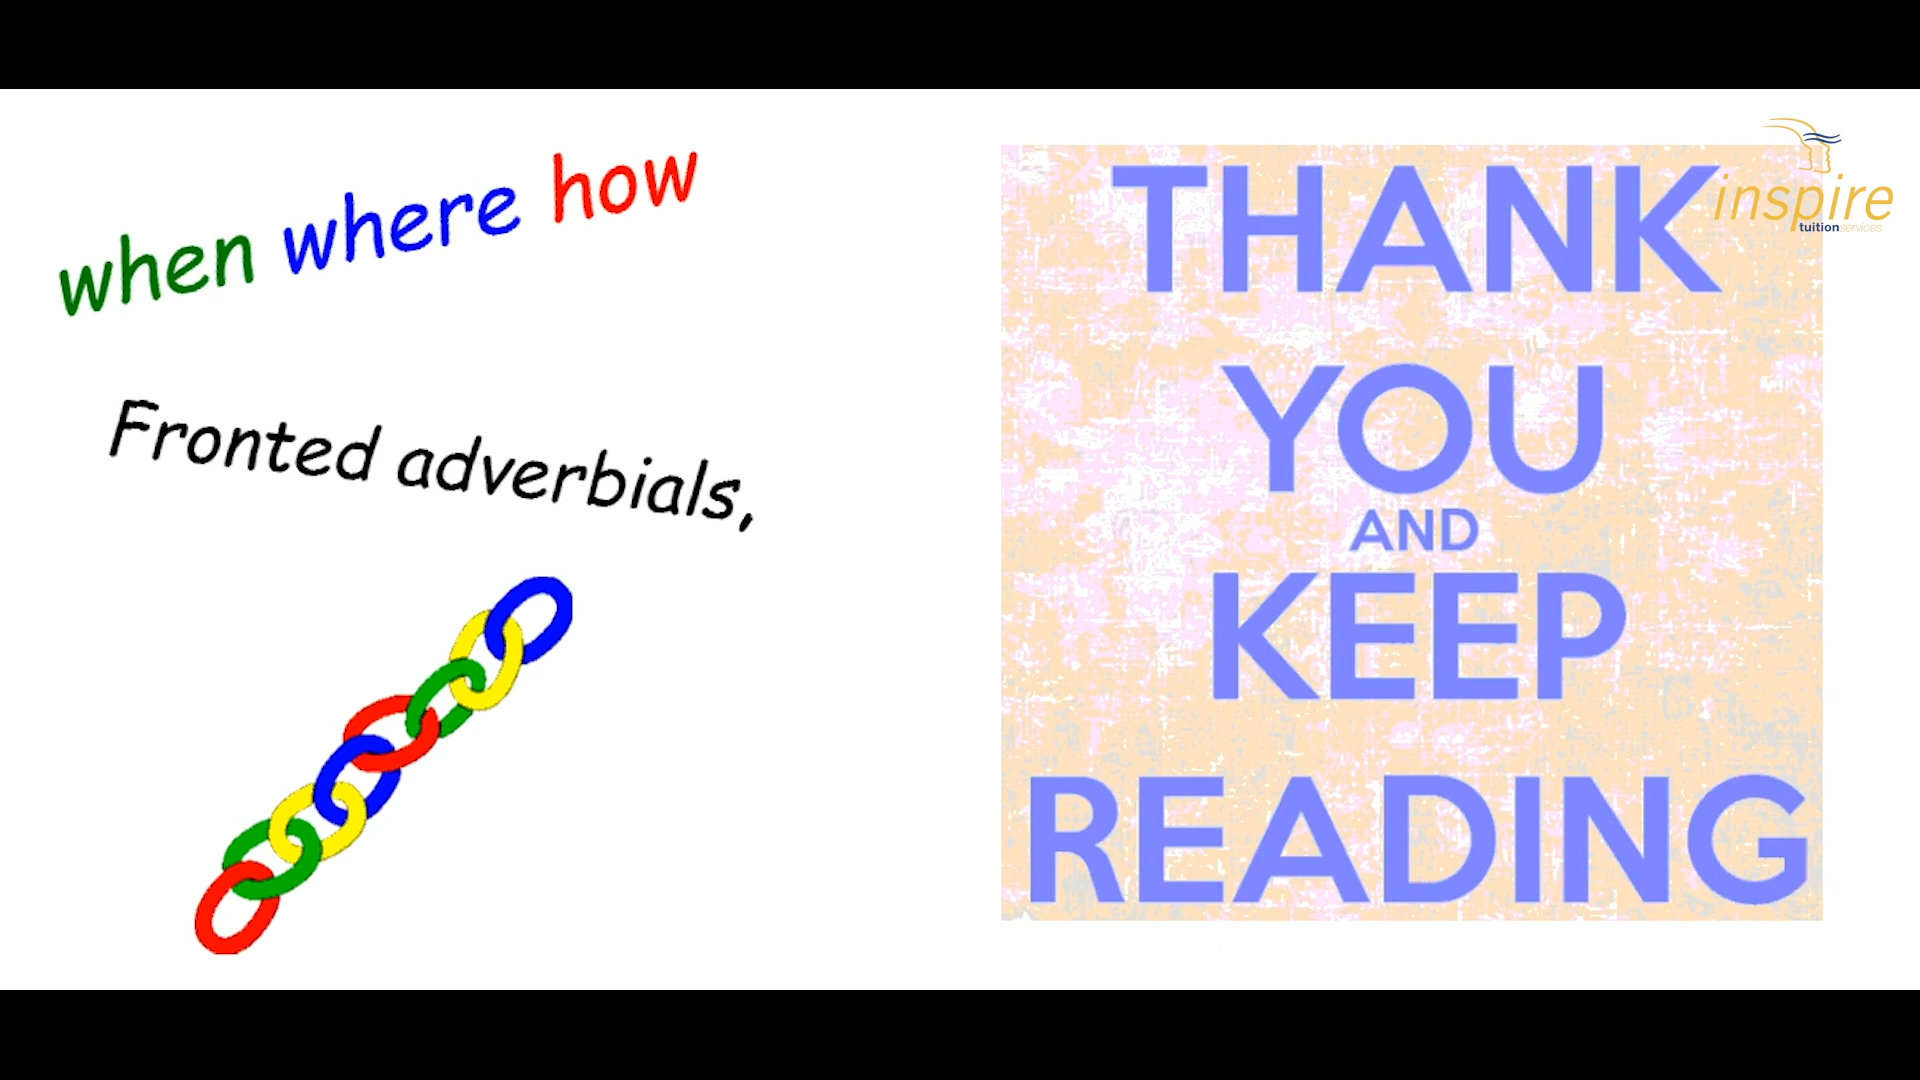 when where how
Fronted adverbials,
THANK
YOU
AND
KEEP
READING
inspire
tuitionservices